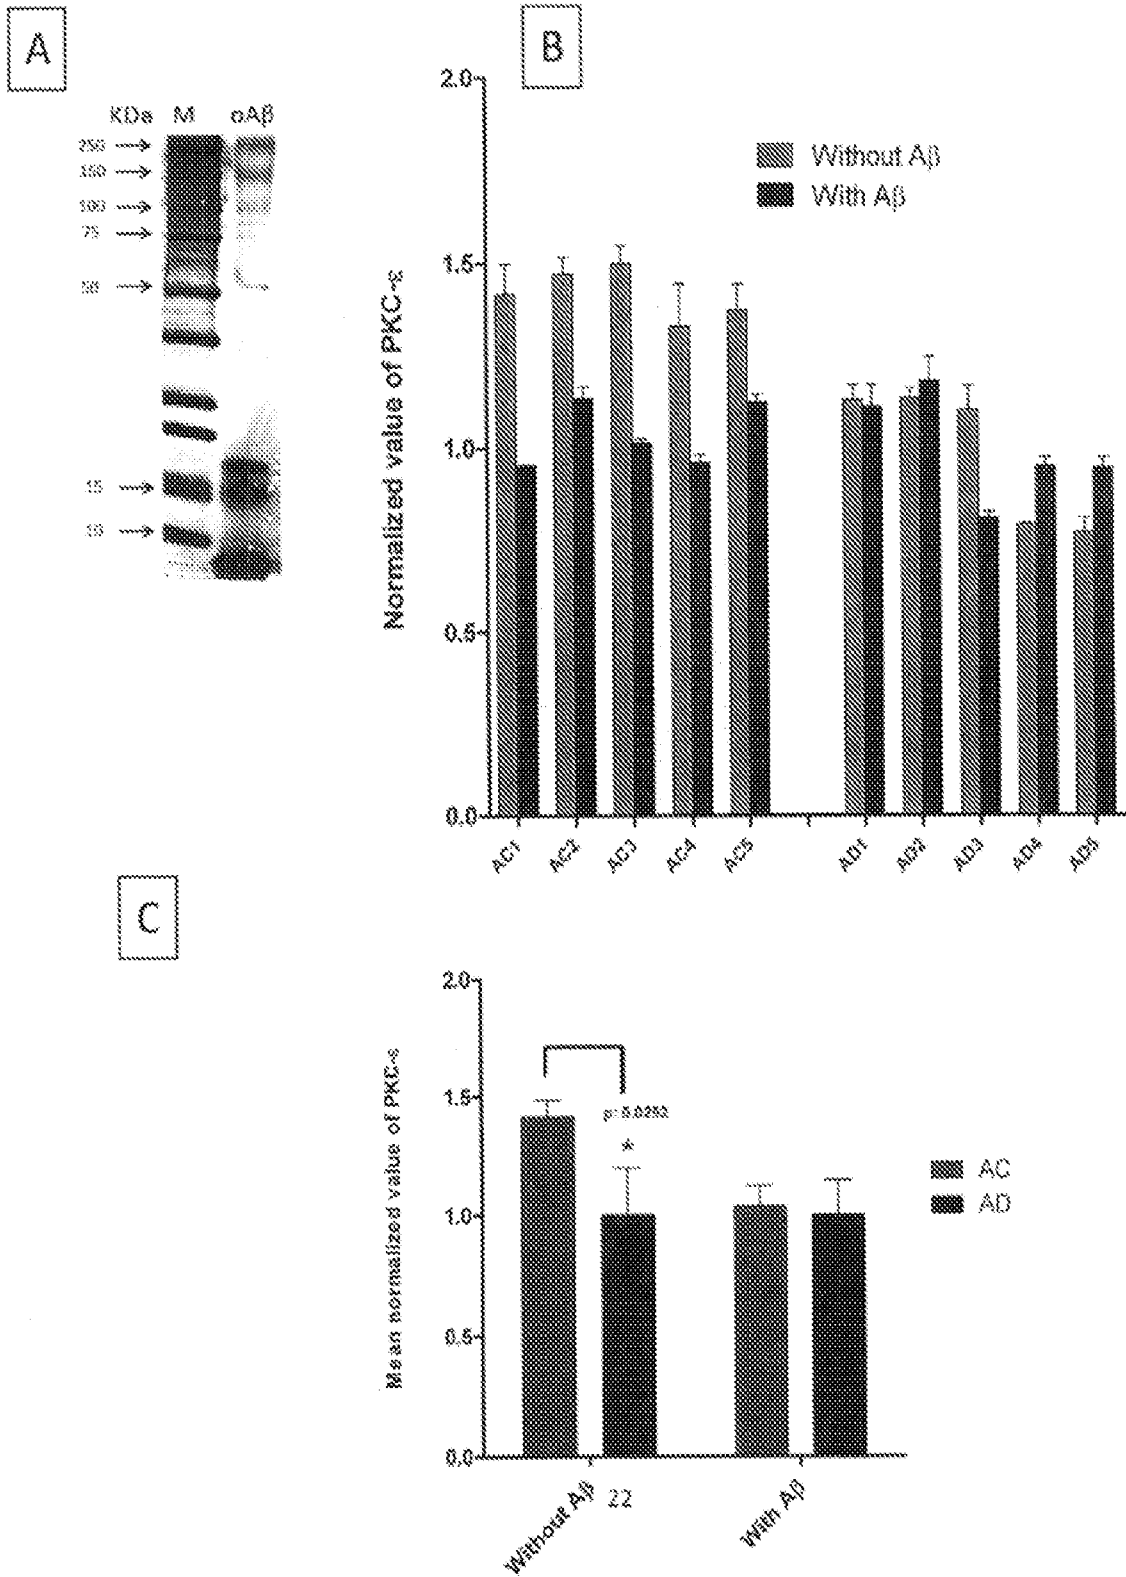 A
B
KDa M oAβ
250
150
100
75
50
15
10
2.0
1.5
1.0
0.5
0.0
Normalized value of PKC-ε
Without Aβ
With Aβ
AC1 AC2 AC3 AC4 AC5 AD1 AD2 AD3 AD4 AD5
C
2.0
1.5
1.0
0.5
0.0
Mean normalized value of PKC-ε
*
AC
AD
Without Aβ
22
With Aβ